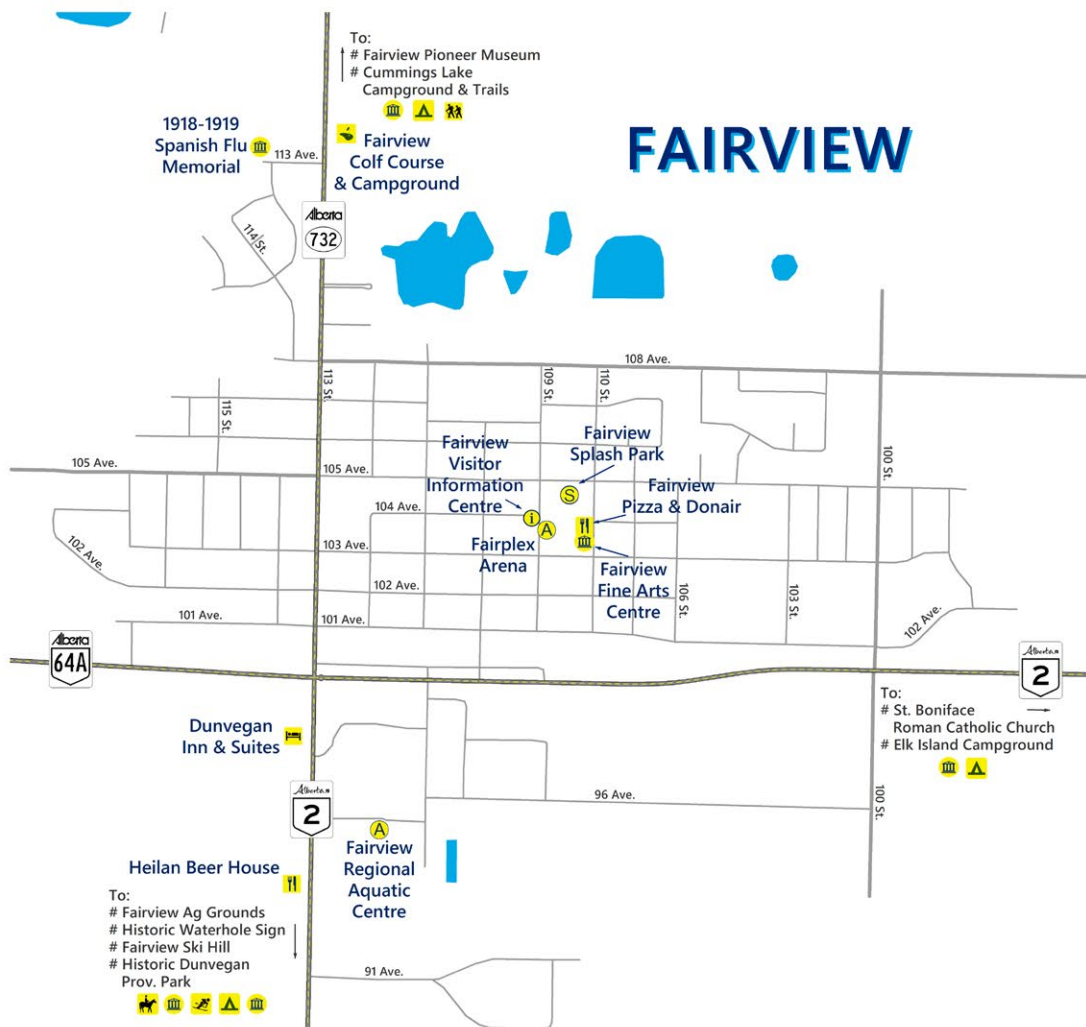 To:
# Fairview Pioneer Museum
# Cummings Lake
Campground & Trails
FAIRVIEW
1918-1919
Spanish Flu
Memorial
113 Ave.
Fairview
Colf Course
& Campground
Alberta
732
114 St.
108 Ave.
113 St.
109 St.
110 St.
115 St.
100 St.
Fairview
Splash Park
Fairview
Visitor
Information
Centre
105 Ave.
105 Ave.
S
Fairview
Pizza & Donair
104 Ave.
i
A
Fairplex
Arena
103 Ave.
102 Ave.
Fairview
Fine Arts
Centre
102 Ave.
106 St.
103 St.
101 Ave.
101 Ave.
102 Ave.
Alberta
64A
Alberta
2
To:
# St. Boniface
Roman Catholic Church
# Elk Island Campground
Dunvegan
Inn & Suites
Alberta
2
96 Ave.
100 St.
A
Fairview
Regional
Aquatic
Centre
Heilan Beer House
To:
# Fairview Ag Grounds
# Historic Waterhole Sign
# Fairview Ski Hill
# Historic Dunvegan
Prov. Park
91 Ave.